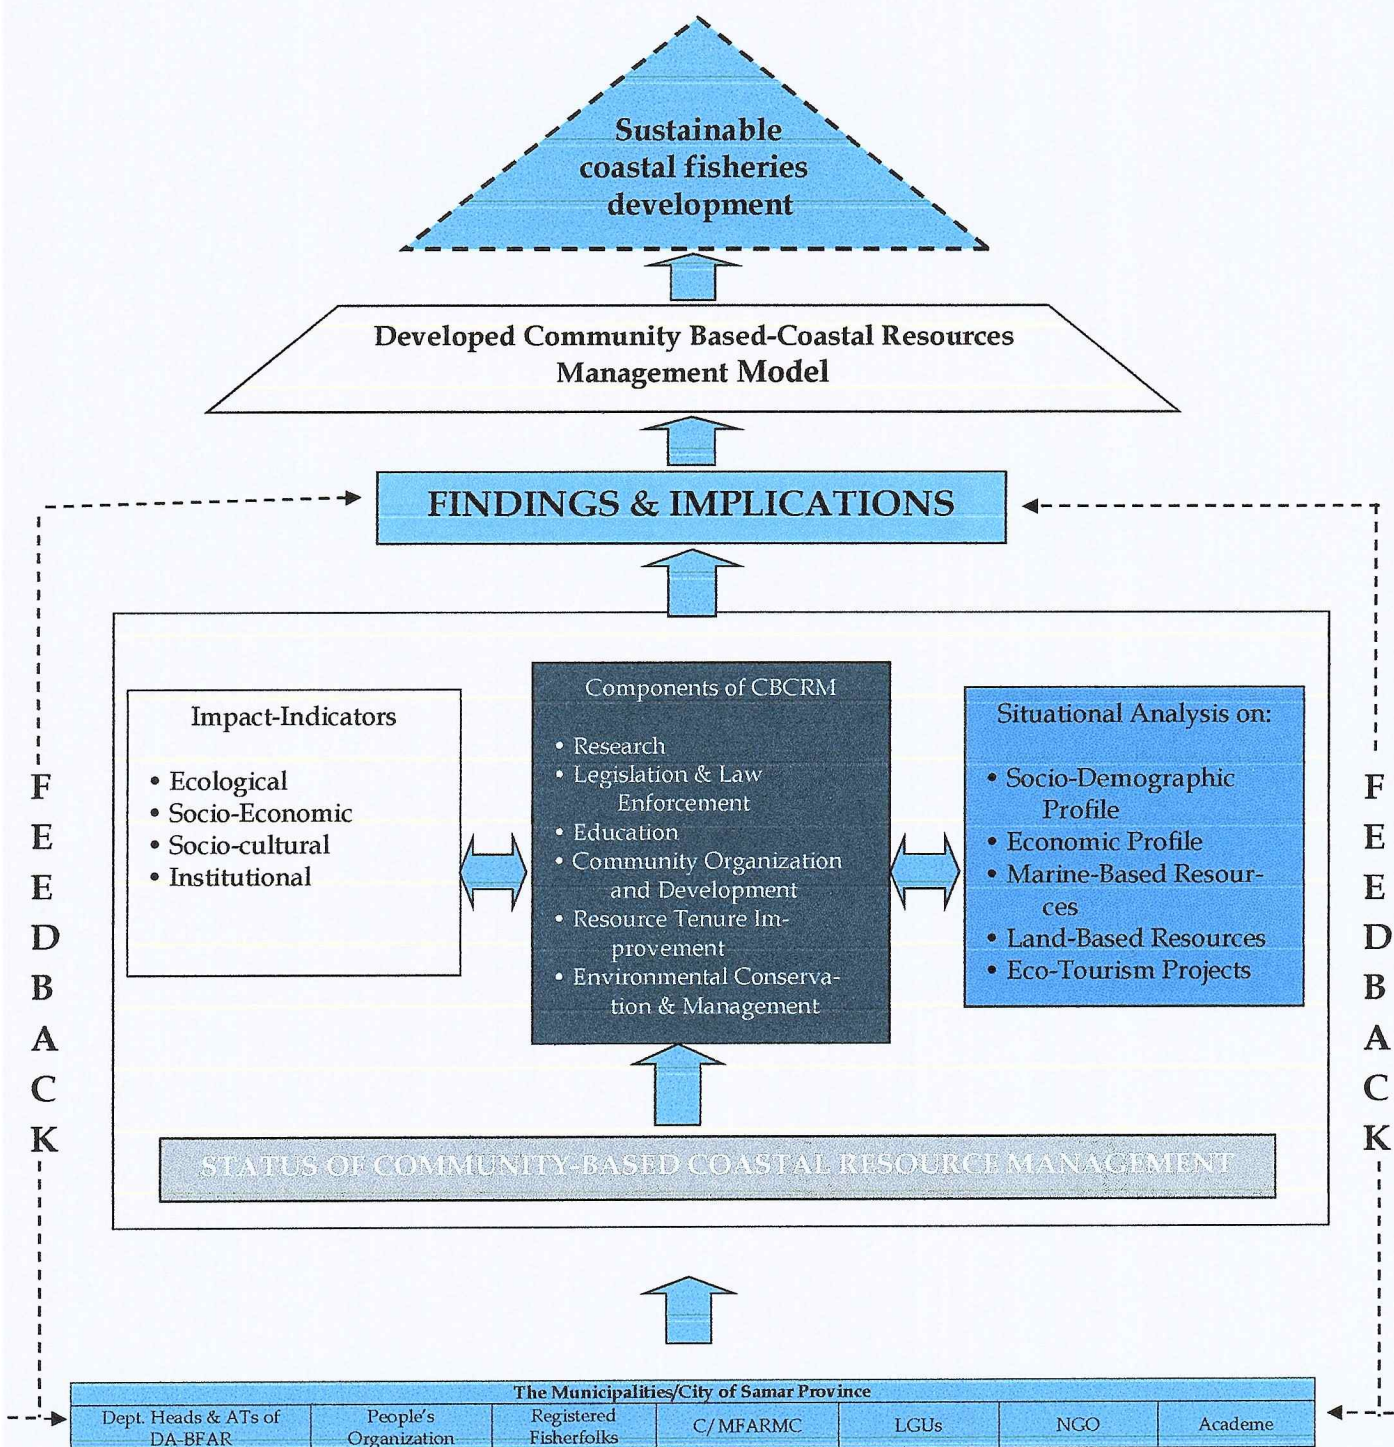 Sustainable
coastal fisheries
development
Developed Community Based-Coastal Resources
Management Model
FINDINGS & IMPLICATIONS
Impact-Indicators
• Ecological
• Socio-Economic
• Socio-cultural
• Institutional
Components of CBCRM
• Research
• Legislation & Law
Enforcement
• Education
• Community Organization
and Development
• Resource Tenure Im-
provement
• Environmental Conserva-
tion & Management
Situational Analysis on:
• Socio-Demographic
Profile
• Economic Profile
• Marine-Based Resour-
ces
• Land-Based Resources
• Eco-Tourism Projects
F
E
E
D
B
A
C
K
F
E
E
D
B
A
C
K
STATUS OF COMMUNITY-BASED COASTAL RESOURCE MANAGEMENT
The Municipalities/City of Samar Province
Dept. Heads & ATs of
DA-BFAR
People's
Organization
Registered
Fisherfolks
C/MFARMC
LGUs
NGO
Academe